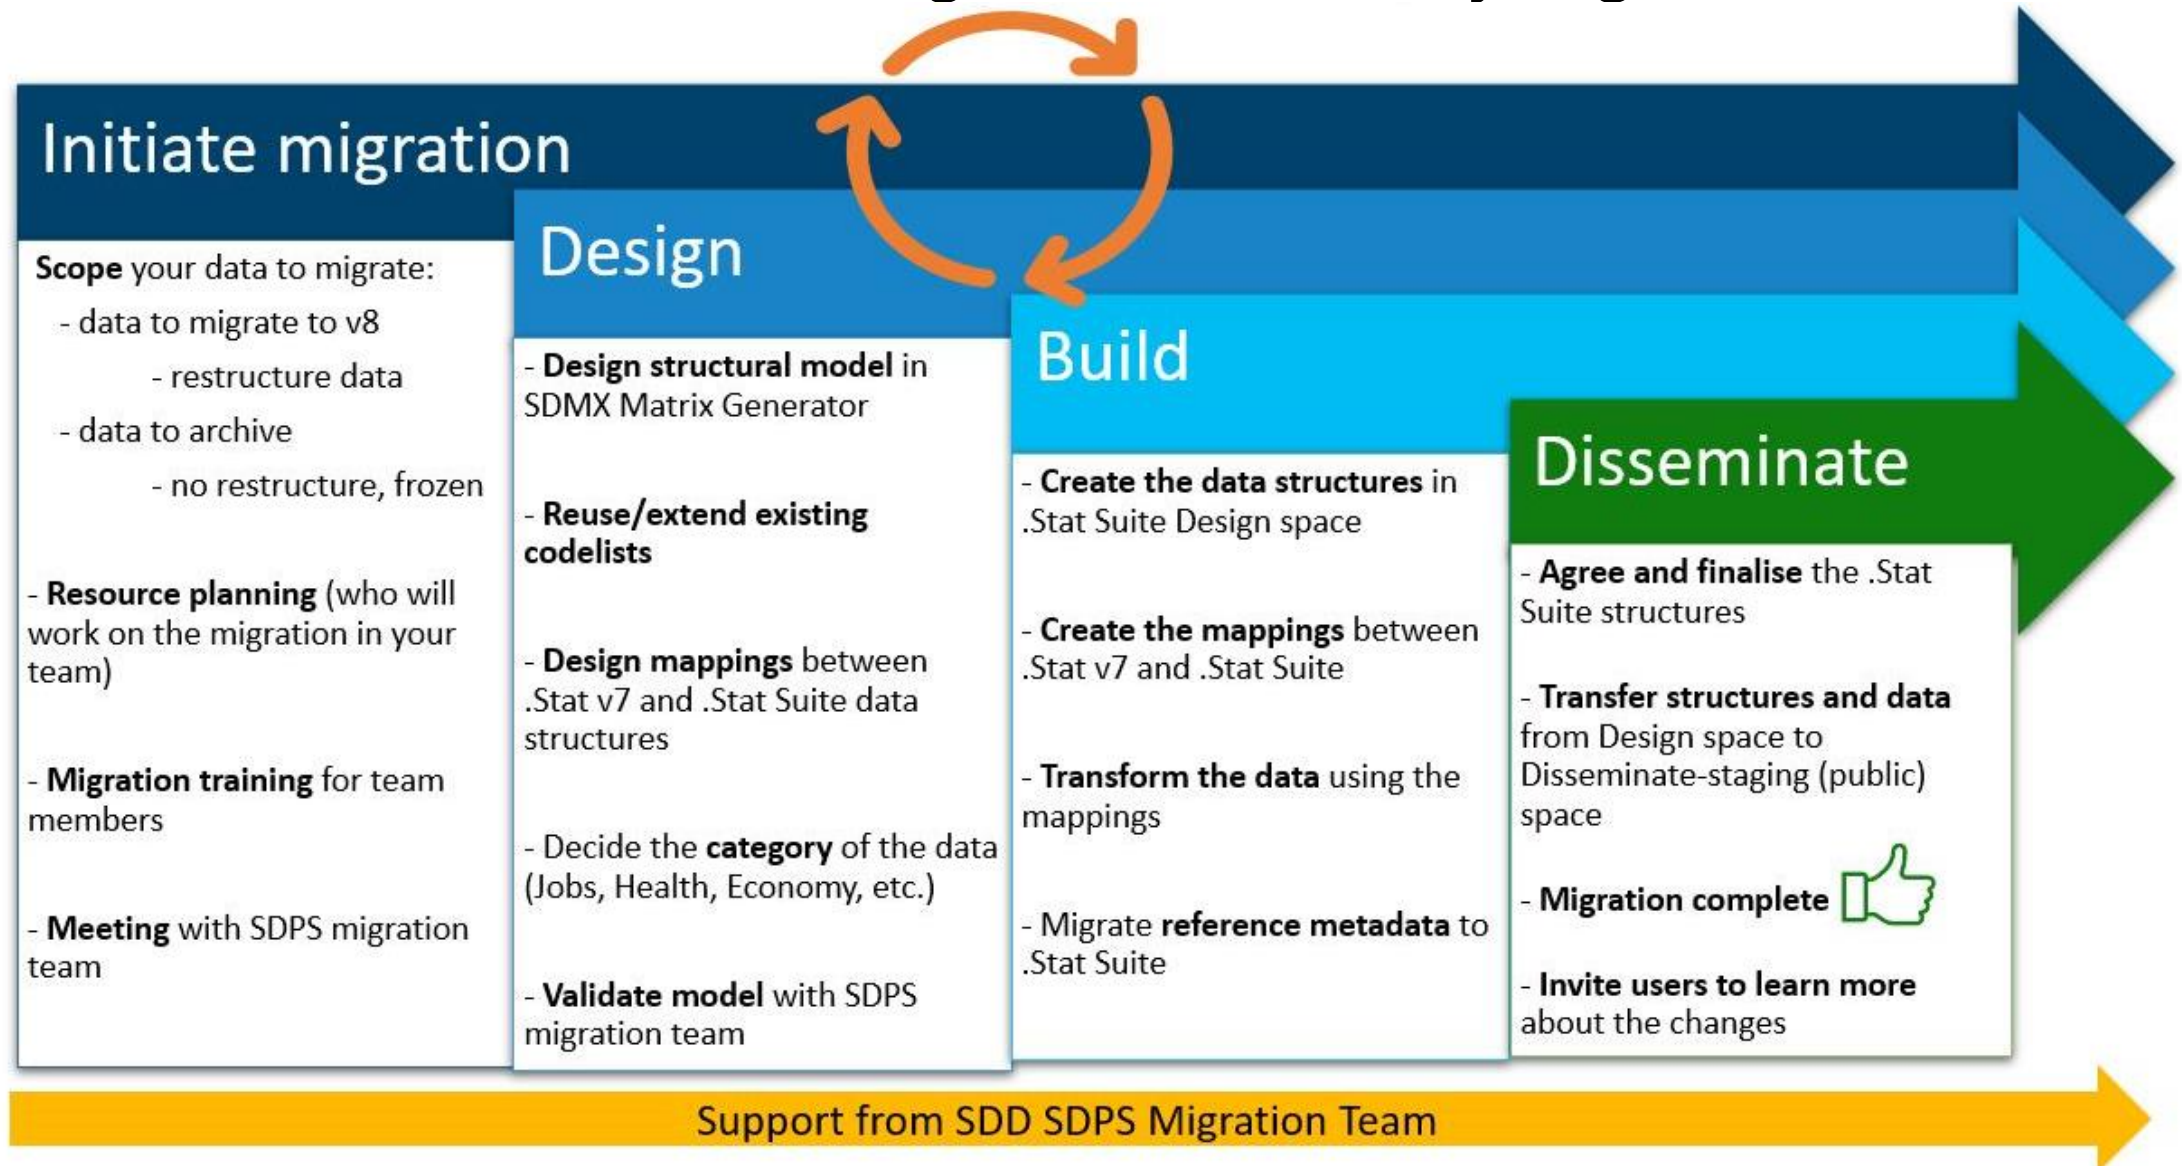 Initiate migration
Scope your data to migrate:
- data to migrate to v8
- restructure data
- data to archive
- no restructure, frozen
- Resource planning (who will
work on the migration in your
team)
- Migration training for team
members
- Meeting with SDPS migration
team
Design
- Design structural model in
SDMX Matrix Generator
- Reuse/extend existing
codelists
- Design mappings between
.Stat v7 and .Stat Suite data
structures
- Decide the category of the data
(Jobs, Health, Economy, etc.)
- Validate model with SDPS
migration team
Build
- Create the data structures in
.Stat Suite Design space
- Create the mappings between
.Stat v7 and .Stat Suite
- Transform the data using the
mappings
- Migrate reference metadata to
.Stat Suite
Disseminate
- Agree and finalise the .Stat
Suite structures
- Transfer structures and data
from Design space to
Disseminate-staging (public)
space
- Migration complete
- Invite users to learn more
about the changes
Support from SDD SDPS Migration Team